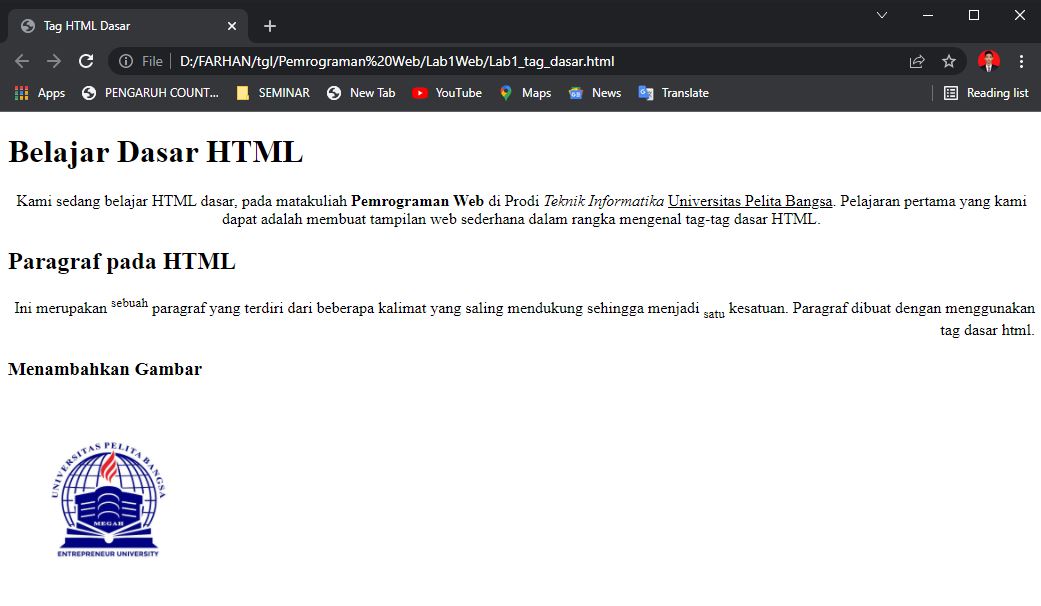 Tag HTML Dasar
File | D:/FARHAN/tgl/Pemrograman%20Web/Lab1Web/Lab1_tag_dasar.html
Apps PENGARUH COUNT... SEMINAR New Tab YouTube Maps News Translate Reading list
Belajar Dasar HTML
Kami sedang belajar HTML dasar, pada matakuliah Pemrograman Web di Prodi Teknik Informatika Universitas Pelita Bangsa. Pelajaran pertama yang kami
dapat adalah membuat tampilan web sederhana dalam rangka mengenal tag-tag dasar HTML.
Paragraf pada HTML
Ini merupakan sebuah paragraf yang terdiri dari beberapa kalimat yang saling mendukung sehingga menjadi satu kesatuan. Paragraf dibuat dengan menggunakan
tag dasar html.
Menambahkan Gambar
UNIVERSITAS PELITA BANGSA
MEGAH
ENTREPRENEUR UNIVERSITY